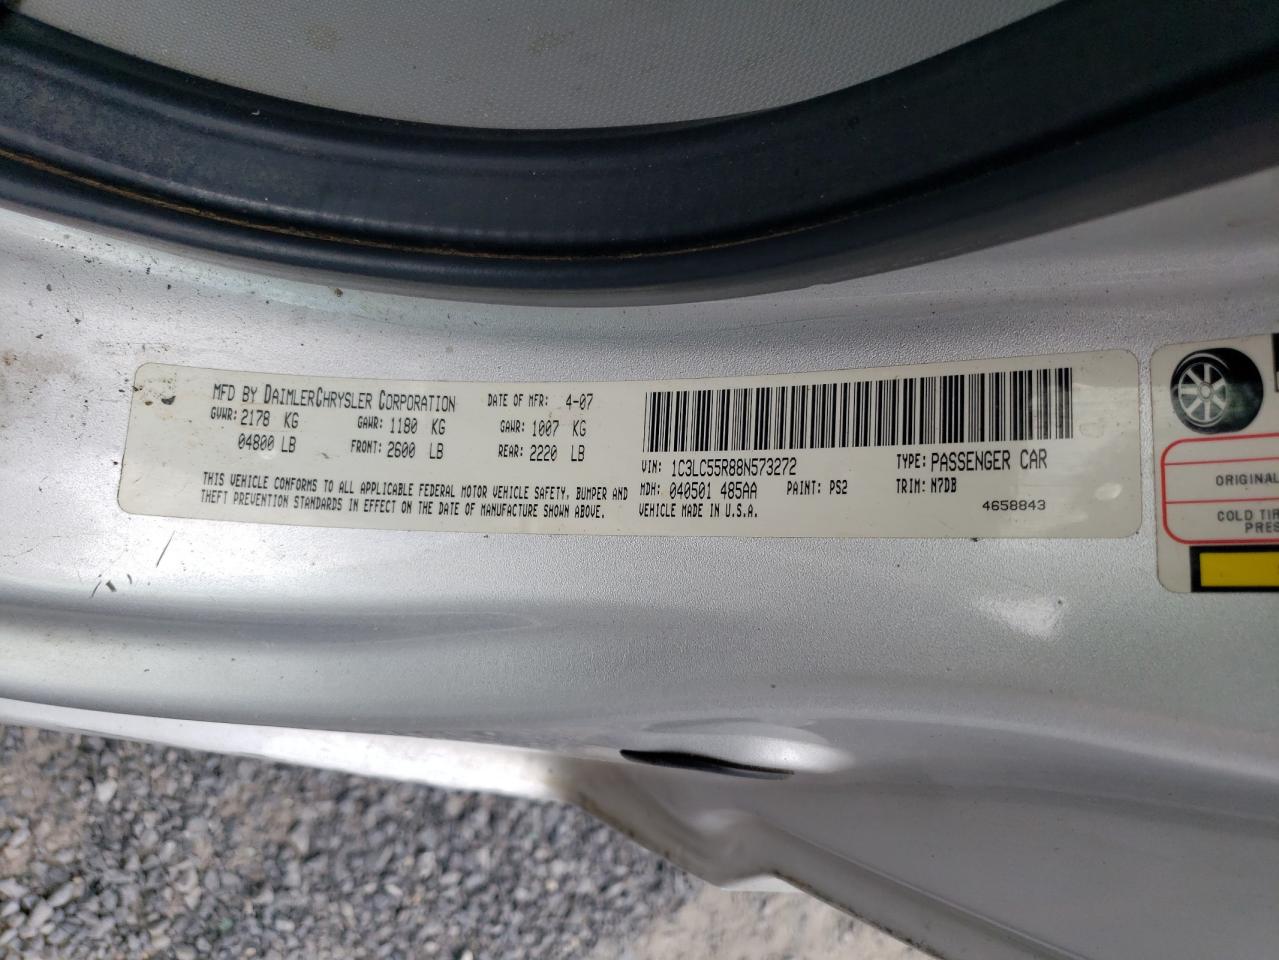 MFD BY DAIMLERCHRYSLER CORPORATION DATE OF MFR: 4-07
GVWR: 2178 KG GAWR: 1180 KG GAWR: 1007 KG
04800 LB FRONT: 2600 LB REAR: 2220 LB
THIS VEHICLE CONFORMS TO ALL APPLICABLE FEDERAL MOTOR VEHICLE SAFETY, BUMPER AND
THEFT PREVENTION STANDARDS IN EFFECT ON THE DATE OF MANUFACTURE SHOWN ABOVE.
VIN: 1C3LC55R88N573272 TYPE: PASSENGER CAR
MDH: 040501 485AA PAINT: PS2 TRIM: N7DB
VEHICLE MADE IN U.S.A. 4658843
ORIGINAL
COLD TIR
PRES